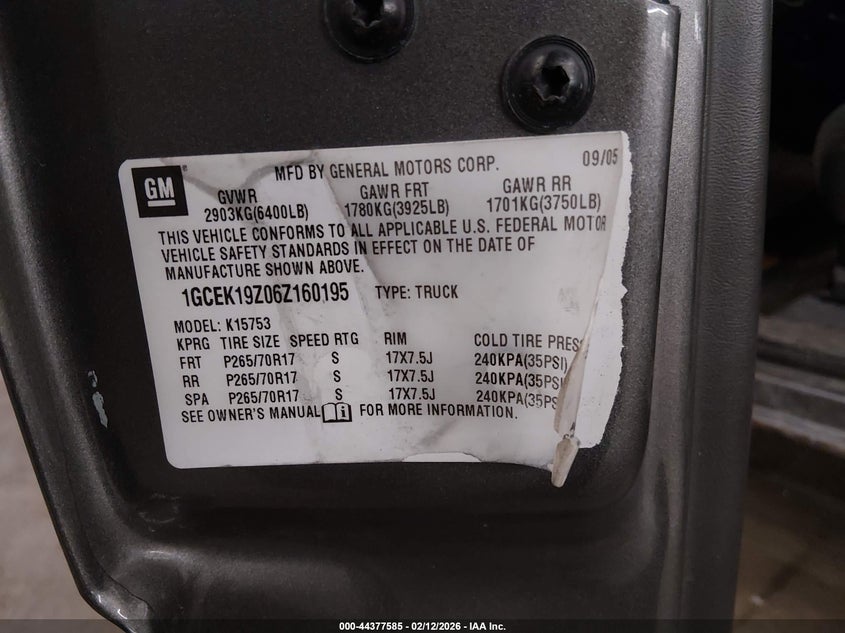 GM
MFD BY GENERAL MOTORS CORP. 09/05
GVWR GAWR FRT GAWR RR
2903KG(6400LB) 1780KG(3925LB) 1701KG(3750LB)
THIS VEHICLE CONFORMS TO ALL APPLICABLE U.S. FEDERAL MOTOR
VEHICLE SAFETY STANDARDS IN EFFECT ON THE DATE OF
MANUFACTURE SHOWN ABOVE.
1GCEK19Z06Z160195 TYPE: TRUCK
MODEL: K15753
KPRG TIRE SIZE SPEED RTG RIM COLD TIRE PRES
FRT P265/70R17 S 17X7.5J 240KPA(35PSI)
RR P265/70R17 S 17X7.5J 240KPA(35PSI)
SPA P265/70R17 S 17X7.5J 240KPA(35PS
SEE OWNER'S MANUAL FOR MORE INFORMATION.
000-44377585 - 02/12/2026 - IAA Inc.